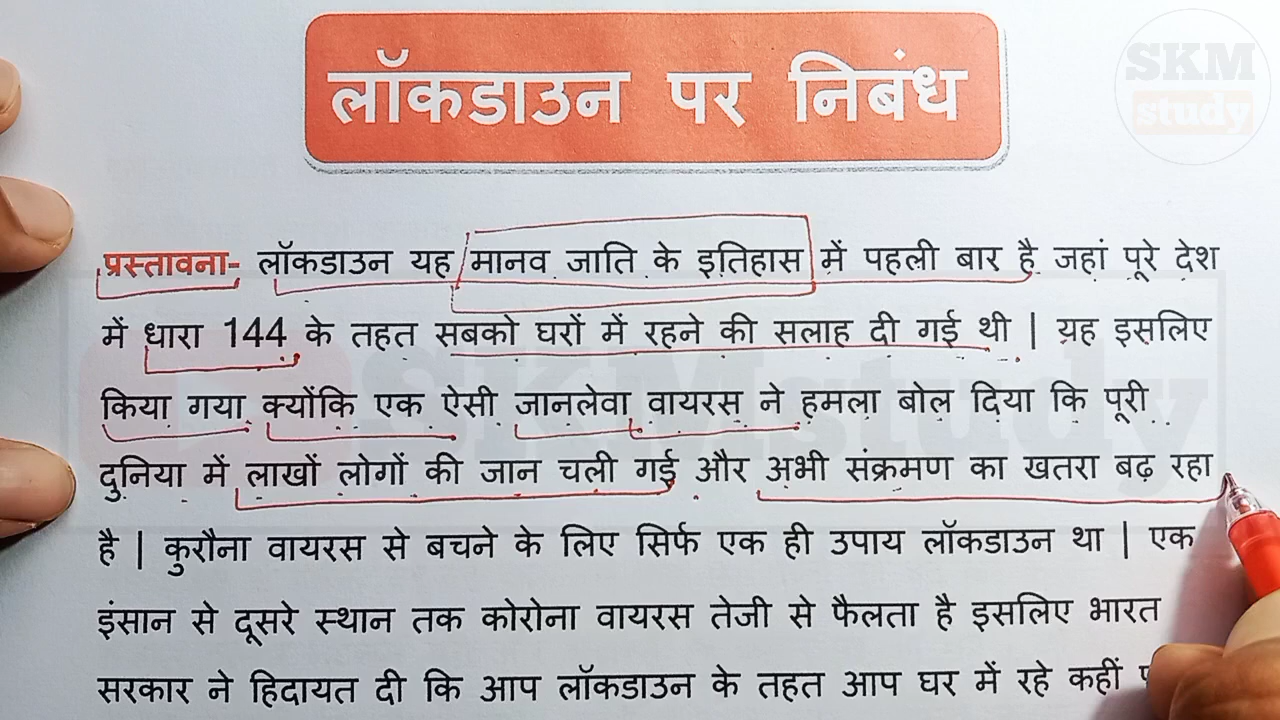 लॉकडाउन पर निबंध
SKM
study
प्रस्तावना- लॉकडाउन यह मानव जाति के इतिहास में पहली बार है जहां पूरे देश
में धारा 144 के तहत सबको घरों में रहने की सलाह दी गई थी | यह इसलिए
किया गया क्योंकि एक ऐसी जानलेवा वायरस ने हमला बोल दिया कि पूरी
दुनिया में लाखों लोगों की जान चली गई और अभी संक्रमण का खतरा बढ़ रहा
है | कुरौना वायरस से बचने के लिए सिर्फ एक ही उपाय लॉकडाउन था | एक
इंसान से दूसरे स्थान तक कोरोना वायरस तेजी से फैलता है इसलिए भारत
सरकार ने हिदायत दी कि आप लॉकडाउन के तहत आप घर में रहे कहीं
SKMstudy